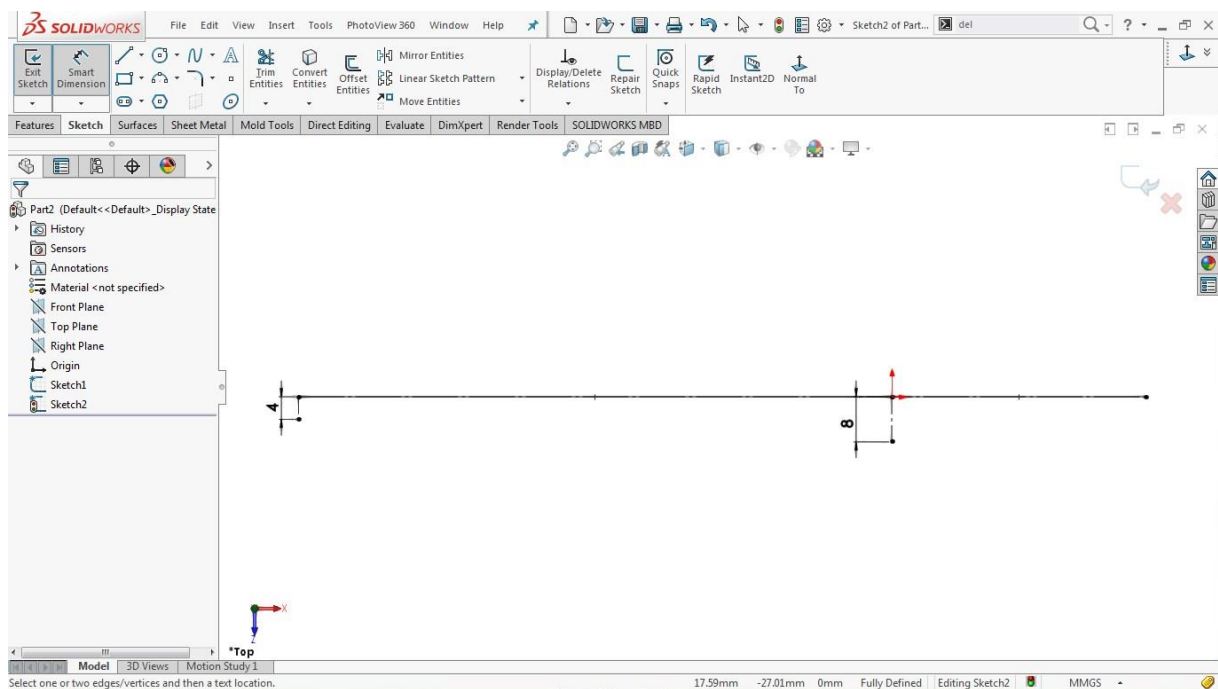 SOLIDWORKS File Edit View Insert Tools PhotoView 360 Window Help Sketch2 of Part... del ?
Exit Sketch
Smart Dimension
Trim Entities
Convert Entities
Offset Entities
Mirror Entities
Linear Sketch Pattern
Move Entities
Display/Delete Relations
Repair Sketch
Quick Snaps
Rapid Sketch
Instant2D
Normal To
Features Sketch Surfaces Sheet Metal Mold Tools Direct Editing Evaluate DimXpert Render Tools SOLIDWORKS MBD
Part2 (Default<<Default>_Display State
History
Sensors
Annotations
Material <not specified>
Front Plane
Top Plane
Right Plane
Origin
Sketch1
Sketch2
4
8
X
Z
*Top
Model 3D Views Motion Study 1
Select one or two edges/vertices and then a text location. 17.59mm -27.01mm 0mm Fully Defined Editing Sketch2 MMGS